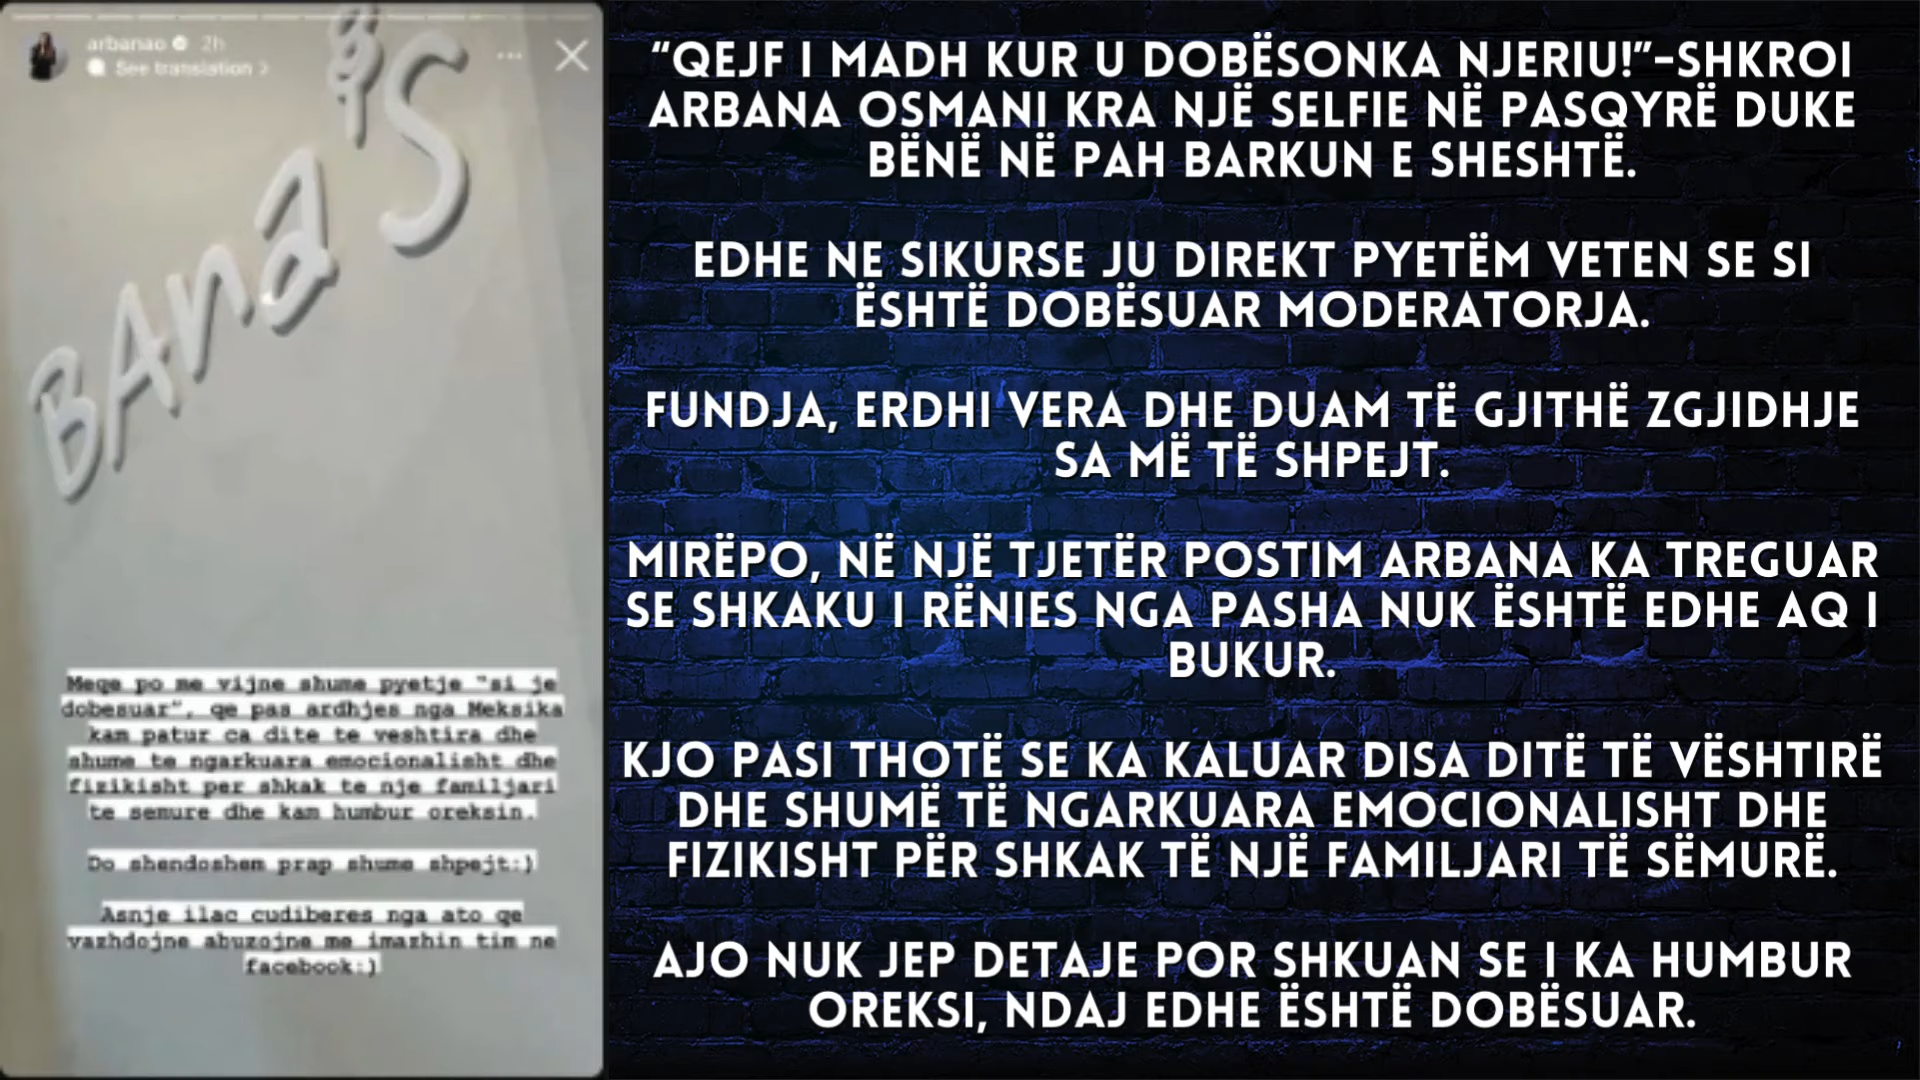 arbanao 2h
See translation >
BAna's
Meqe po me vijne shume pyetje "si je
dobesuar", qe pas ardhjes nga Meksika
kam patur ca dite te veshtira dhe
shume te ngarkuara emocionalisht dhe
fizikisht per shkak te nje familjari
te semure dhe kam humbur oreksin.
Do shendoshem prap shume shpejt:)
Asnje ilac cudiberes nga ato qe
vazhdojne abuzojne me imazhin tim ne
facebook:)
“QEJF I MADH KUR U DOBËSONKA NJERIU!”-SHKROI
ARBANA OSMANI KRA NJË SELFIE NË PASQYRË DUKE
BËNË NË PAH BARKUN E SHESHTË.
EDHE NE SIKURSE JU DIREKT PYETËM VETEN SE SI
ËSHTË DOBËSUAR MODERATORJA.
FUNDJA, ERDHI VERA DHE DUAM TË GJITHË ZGJIDHJE
SA MË TË SHPEJT.
MIRËPO, NË NJË TJETËR POSTIM ARBANA KA TREGUAR
SE SHKAKU I RËNIES NGA PASHA NUK ËSHTË EDHE AQ I
BUKUR.
KJO PASI THOTË SE KA KALUAR DISA DITË TË VËSHTIRË
DHE SHUMË TË NGARKUARA EMOCIONALISHT DHE
FIZIKISHT PËR SHKAK TË NJË FAMILJARI TË SËMURË.
AJO NUK JEP DETAJE POR SHKUAN SE I KA HUMBUR
OREKSI, NDAJ EDHE ËSHTË DOBËSUAR.